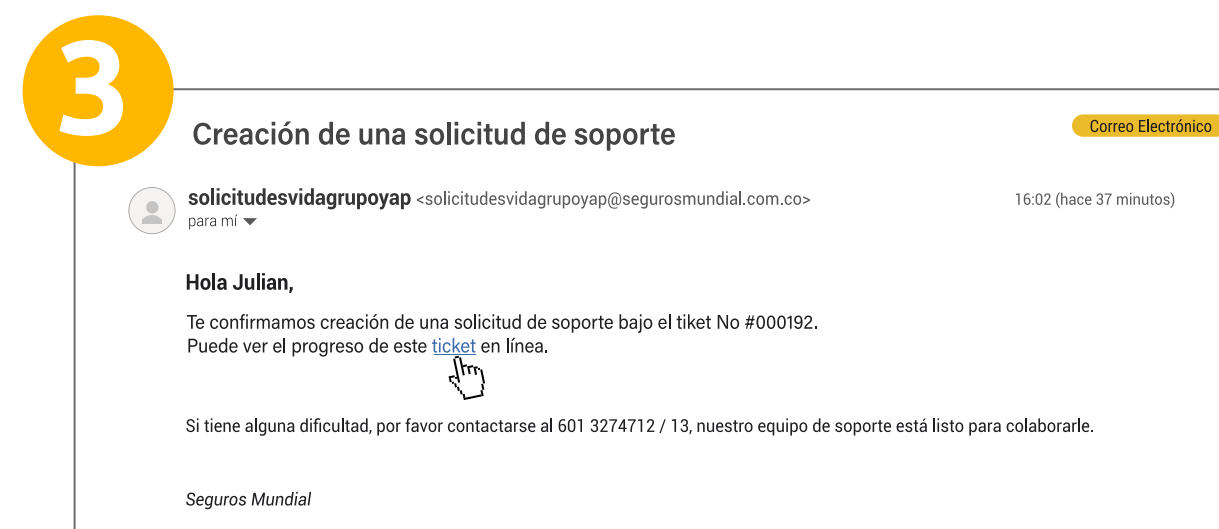 3
Creación de una solicitud de soporte
Correo Electrónico
solicitudesvidagrupoyap <solicitudesvidagrupoyap@segurosmundial.com.co>
16:02 (hace 37 minutos)
para mí
Hola Julian,
Te confirmamos creación de una solicitud de soporte bajo el tiket No #000192.
Puede ver el progreso de este ticket en línea.
Si tiene alguna dificultad, por favor contactarse al 601 3274712 / 13, nuestro equipo de soporte está listo para colaborarle.
Seguros Mundial